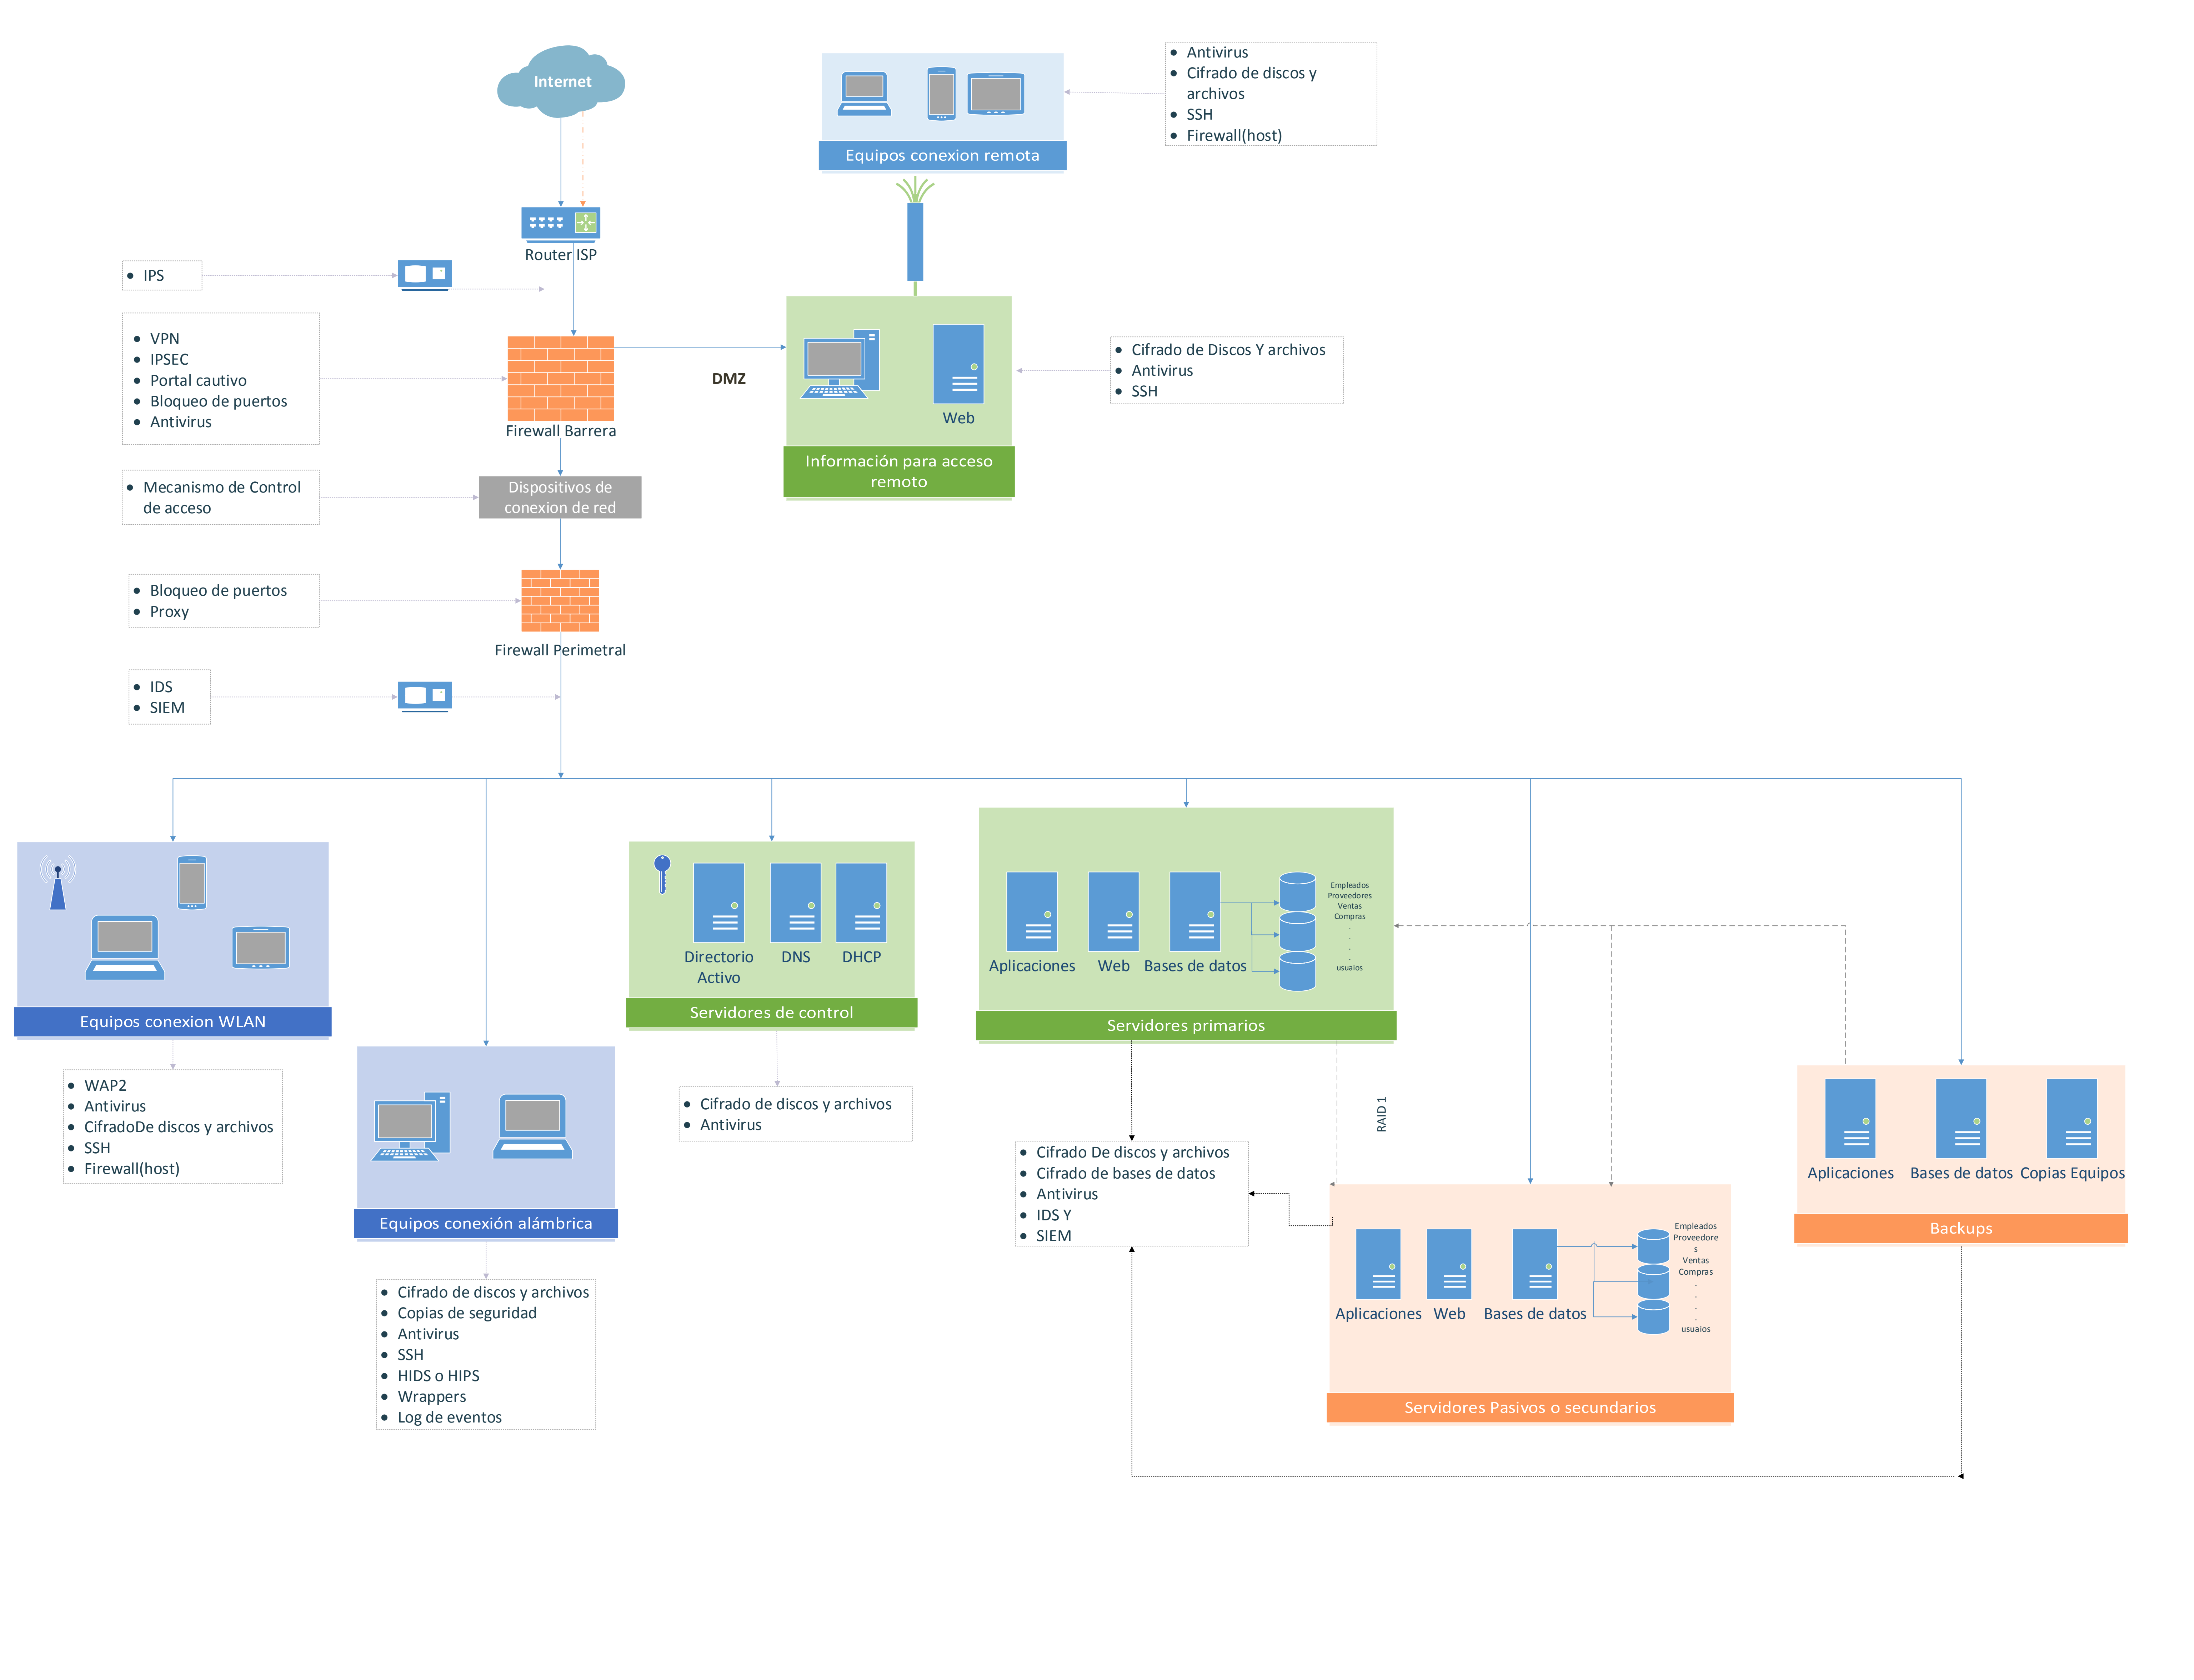 Internet
Antivirus
Cifrado de discos y
archivos
SSH
Firewall(host)
Equipos conexion remota
Router ISP
IPS
VPN
IPSEC
Portal cautivo
Bloqueo de puertos
Antivirus
Firewall Barrera
DMZ
Web
Información para acceso
remoto
Cifrado de Discos Y archivos
Antivirus
SSH
Mecanismo de Control
de acceso
Dispositivos de
conexion de red
Bloqueo de puertos
Proxy
Firewall Perimetral
IDS
SIEM
Equipos conexion WLAN
WAP2
Antivirus
CifradoDe discos y archivos
SSH
Firewall(host)
Equipos conexión alámbrica
Cifrado de discos y archivos
Copias de seguridad
Antivirus
SSH
HIDS o HIPS
Wrappers
Log de eventos
Directorio
Activo
DNS
DHCP
Servidores de control
Cifrado de discos y archivos
Antivirus
Aplicaciones
Web
Bases de datos
Empleados
Proveedores
Ventas
Compras
.
.
.
.
usuaios
Servidores primarios
RAID 1
Cifrado De discos y archivos
Cifrado de bases de datos
Antivirus
IDS Y
SIEM
Aplicaciones
Web
Bases de datos
Empleados
Proveedore
s
Ventas
Compras
.
.
.
.
usuaios
Servidores Pasivos o secundarios
Aplicaciones
Bases de datos
Copias Equipos
Backups